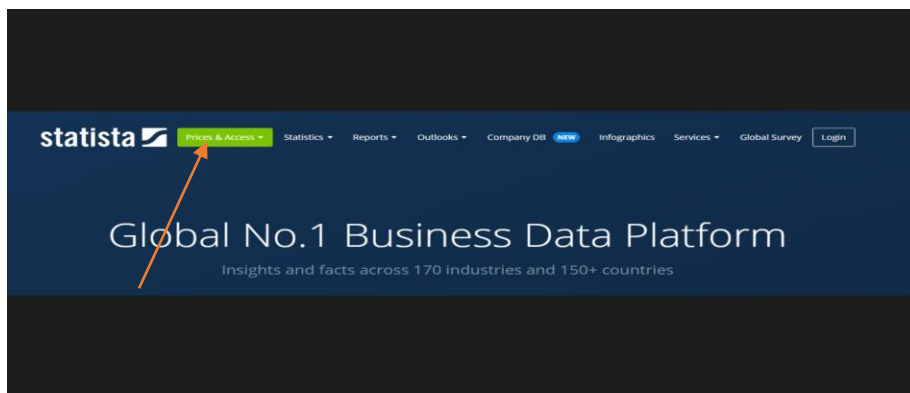 statista Prices & Access Statistics Reports Outlooks Company DB NEW Infographics Services Global Survey Login
Global No.1 Business Data Platform
Insights and facts across 170 industries and 150+ countries